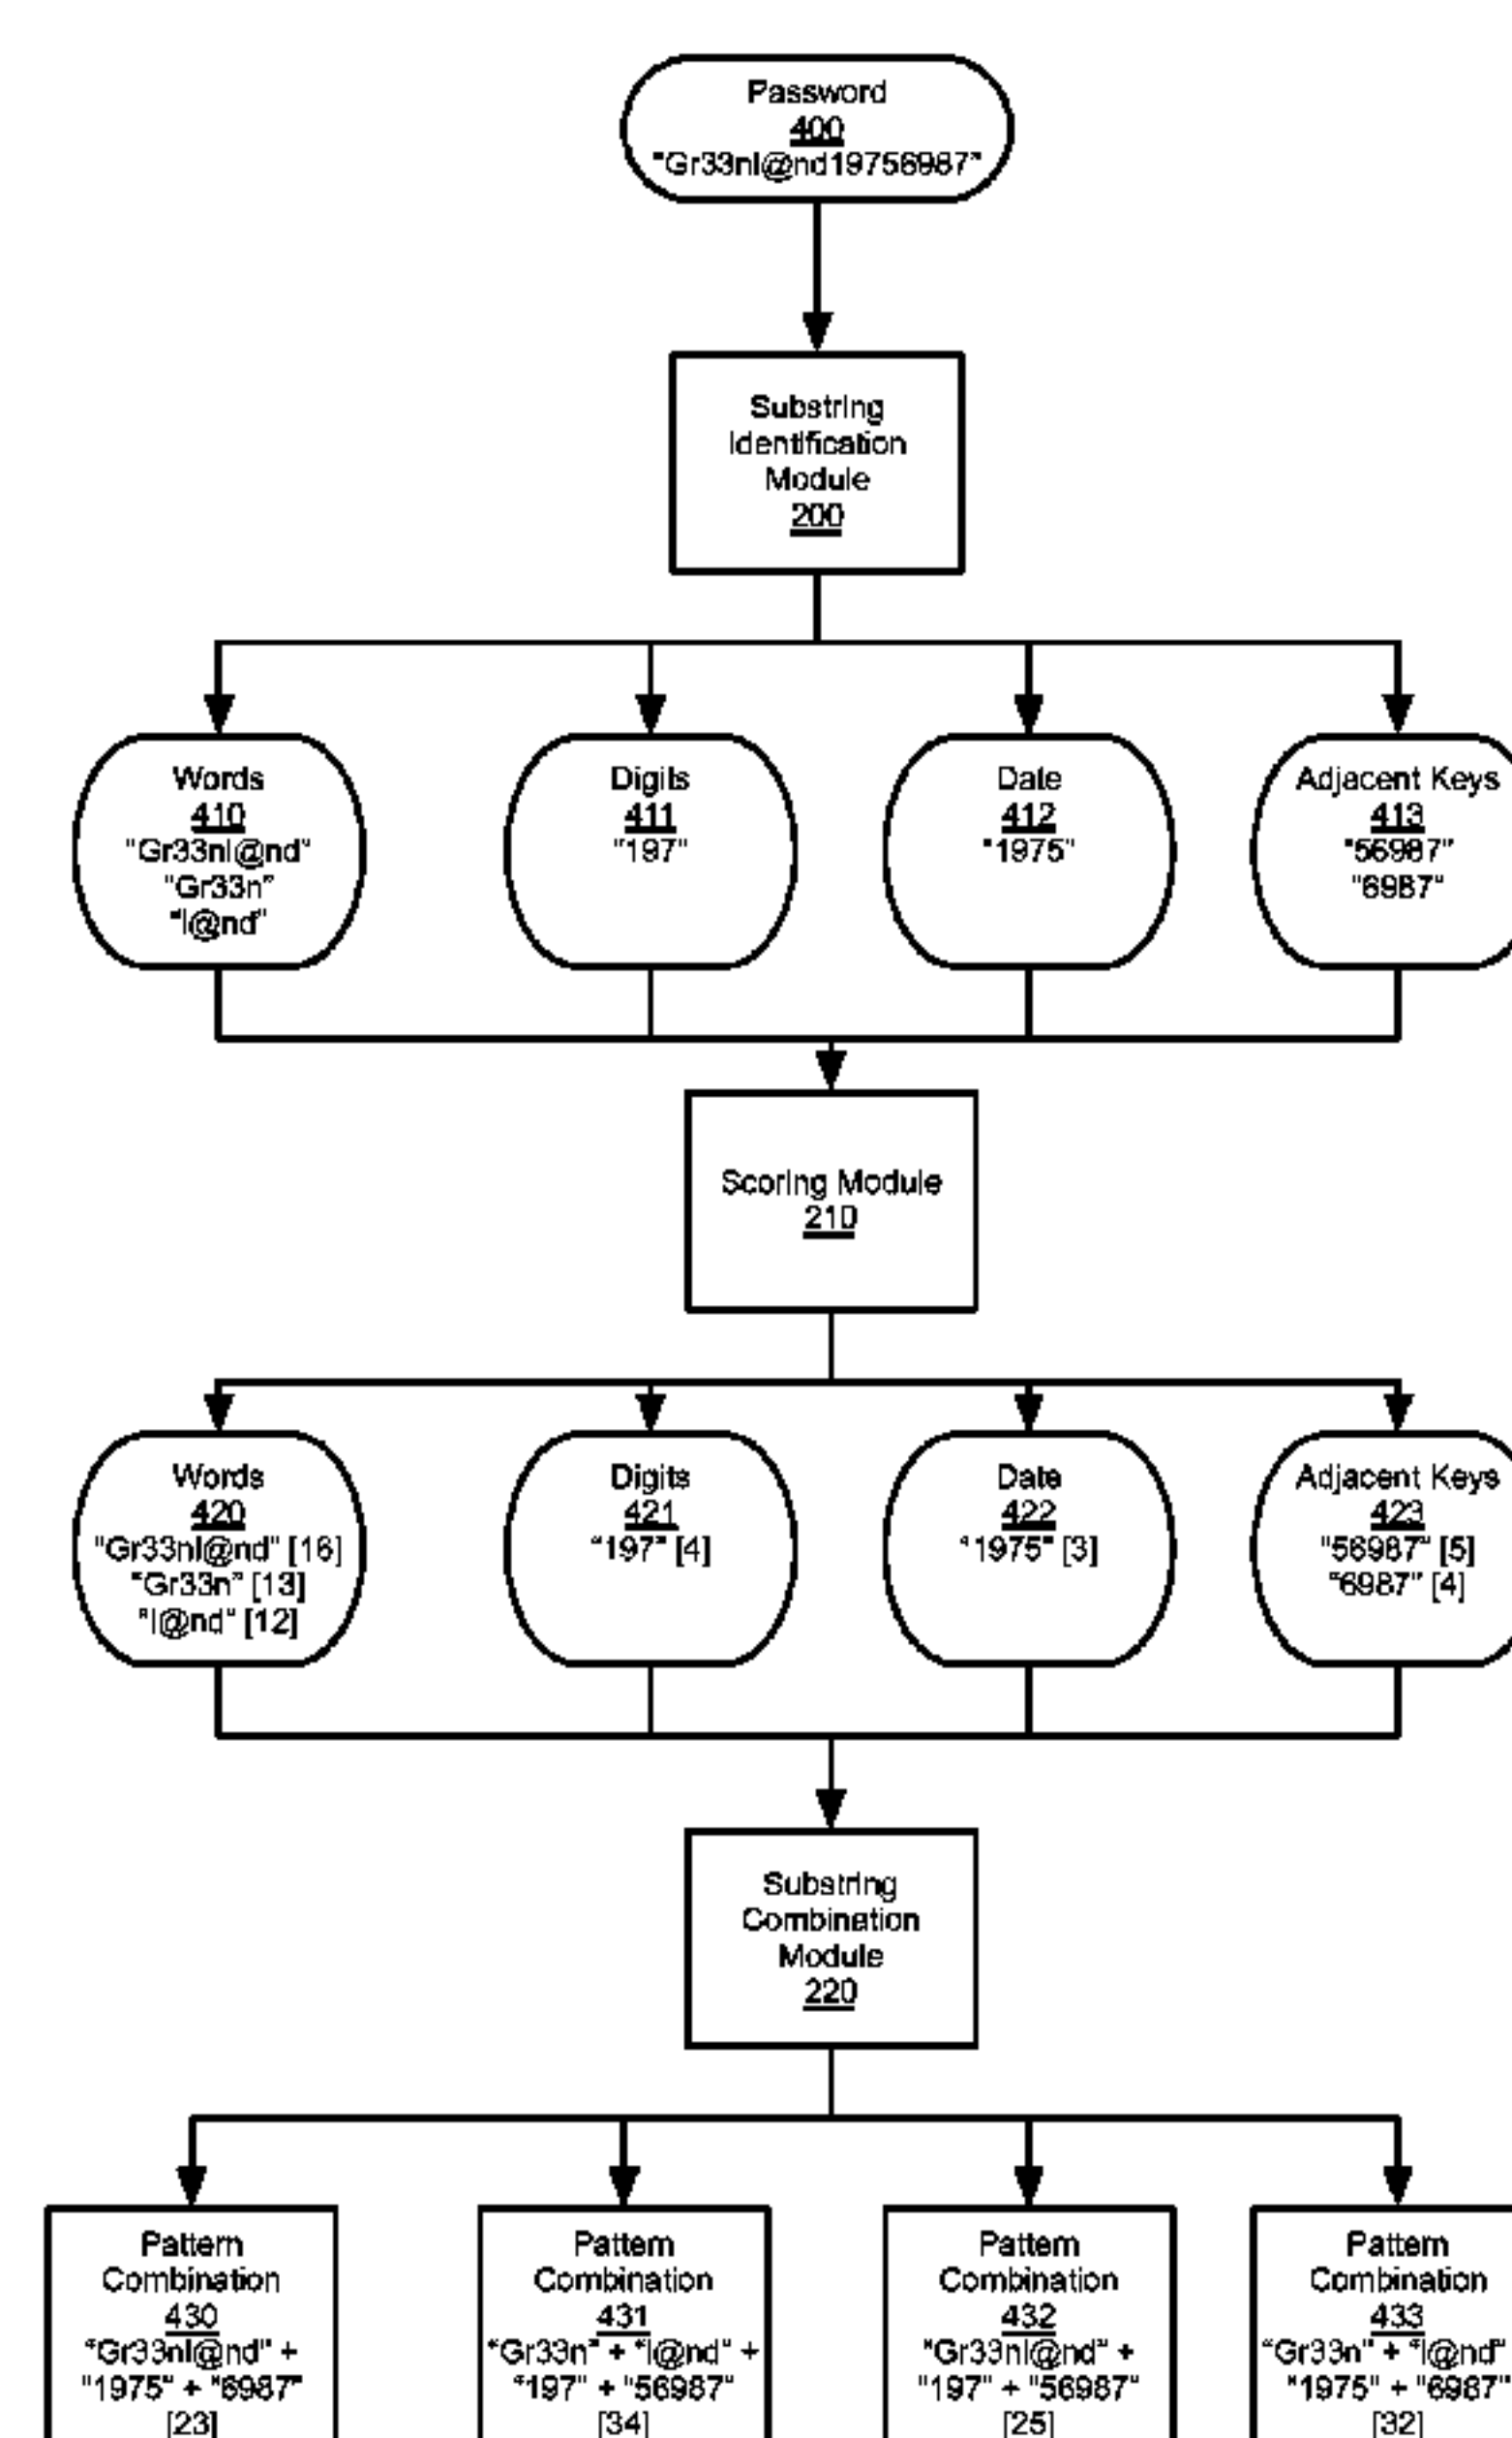 Password
400
"Gr33nl@nd19756987"
Substring
Identification
Module
200
Words
410
"Gr33nl@nd"
"Gr33n"
"l@nd"
Digits
411
"197"
Date
412
"1975"
Adjacent Keys
413
"56987"
"6987"
Scoring Module
210
Words
420
"Gr33nl@nd" [16]
"Gr33n" [13]
"l@nd" [12]
Digits
421
"197" [4]
Date
422
"1975" [3]
Adjacent Keys
423
"56987" [5]
"6987" [4]
Substring
Combination
Module
220
Pattern
Combination
430
"Gr33nl@nd" +
"1975" + "6987"
[23]
Pattern
Combination
431
"Gr33n" + "l@nd" +
"197" + "56987"
[34]
Pattern
Combination
432
"Gr33nl@nd" +
"197" + "56987"
[25]
Pattern
Combination
433
"Gr33n" + "l@nd"
"1975" + "6987"
[32]